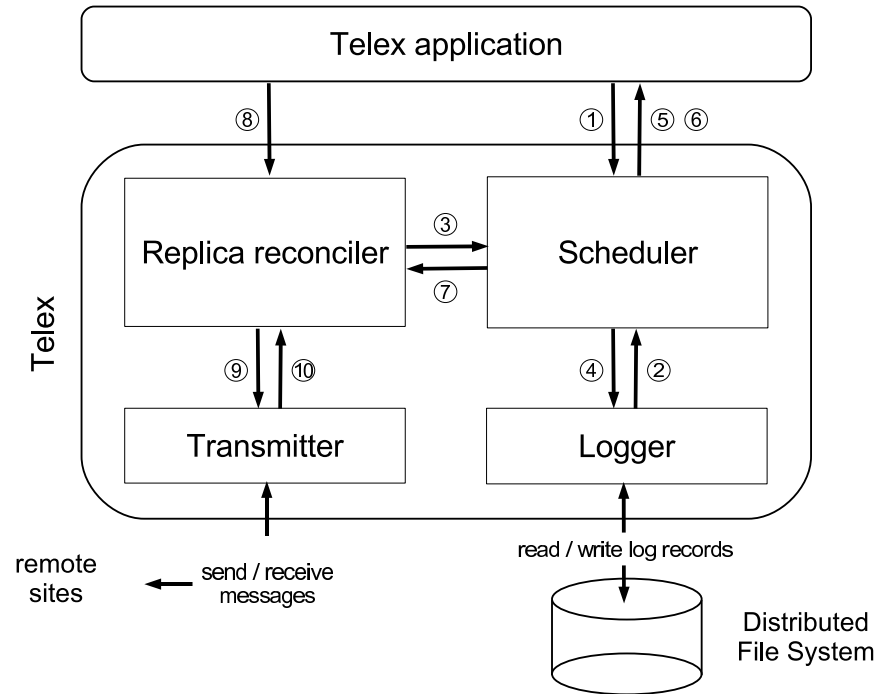 Telex application
⑧ ① ⑤ ⑥
Replica reconciler
③
⑦
Scheduler
Telex
⑨ ⑩ ④ ②
Transmitter
Logger
remote
sites
send / receive
messages
read / write log records
Distributed
File System